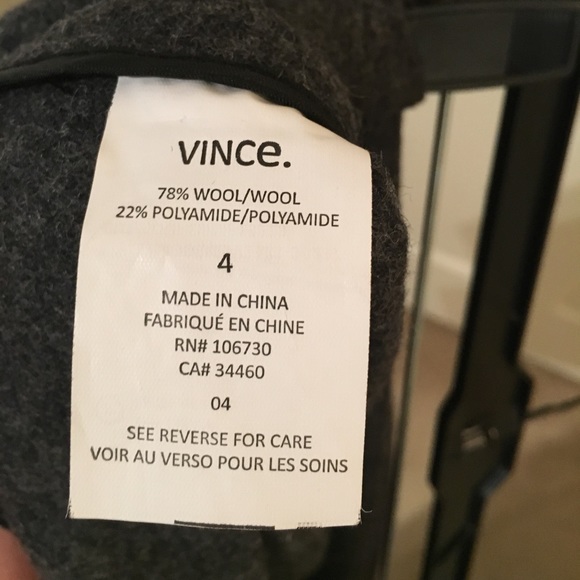 VINCe.
78% WOOL/WOOL
22% POLYAMIDE/POLYAMIDE
4
MADE IN CHINA
FABRIQUÉ EN CHINE
RN# 106730
CA# 34460
04
SEE REVERSE FOR CARE
VOIR AU VERSO POUR LES SOINS